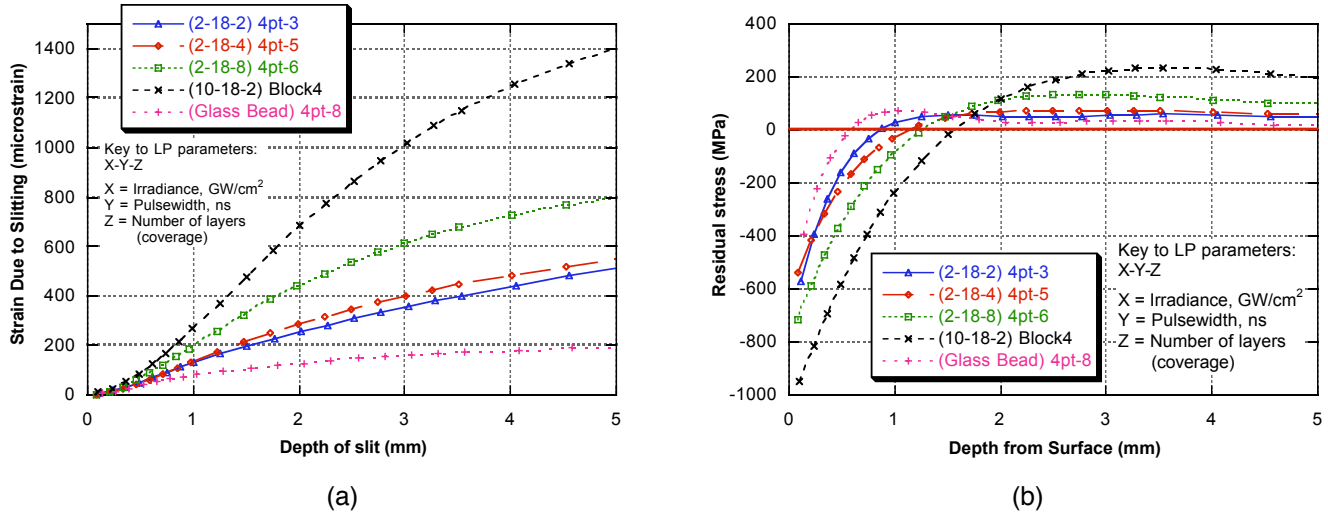 (2-18-2) 4pt-3
(2-18-4) 4pt-5
(2-18-8) 4pt-6
(10-18-2) Block4
(Glass Bead) 4pt-8
Key to LP parameters:
X-Y-Z
X = Irradiance, GW/cm²
Y = Pulsewidth, ns
Z = Number of layers
(coverage)
Strain Due to Slitting (microstrain)
1400
1200
1000
800
600
400
200
0
0 1 2 3 4 5
Depth of slit (mm)
(a)
Residual stress (MPa)
400
200
0
-200
-400
-600
-800
-1000
(2-18-2) 4pt-3
(2-18-4) 4pt-5
(2-18-8) 4pt-6
(10-18-2) Block4
(Glass Bead) 4pt-8
Key to LP parameters:
X-Y-Z
X = Irradiance, GW/cm²
Y = Pulsewidth, ns
Z = Number of layers
(coverage)
0 1 2 3 4 5
Depth from Surface (mm)
(b)